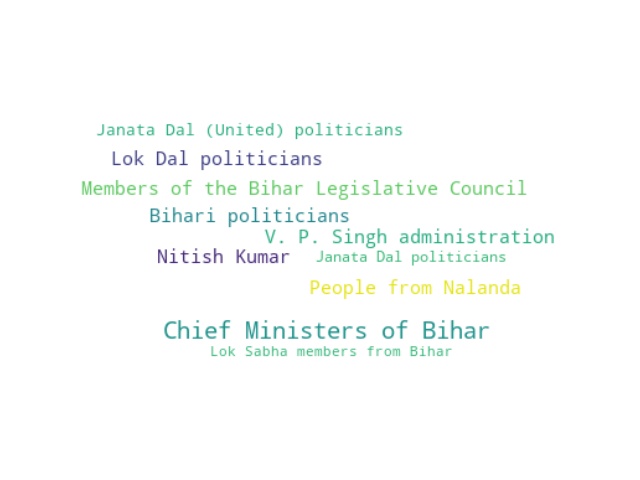 Janata Dal (United) politicians
Lok Dal politicians
Members of the Bihar Legislative Council
Bihari politicians
V. P. Singh administration
Nitish Kumar
Janata Dal politicians
People from Nalanda
Chief Ministers of Bihar
Lok Sabha members from Bihar